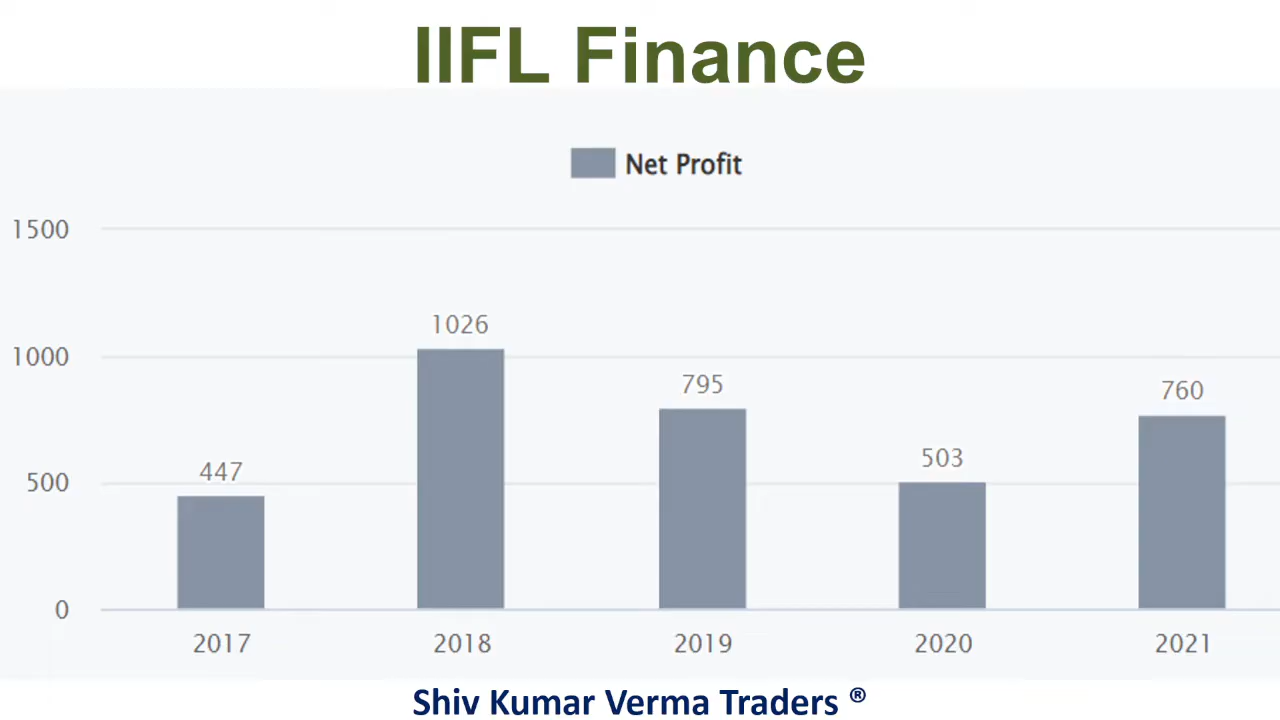 IIFL Finance
Net Profit
1500
1026
1000
795
760
503
447
500
0
2017 2018 2019 2020 2021
Shiv Kumar Verma Traders ®